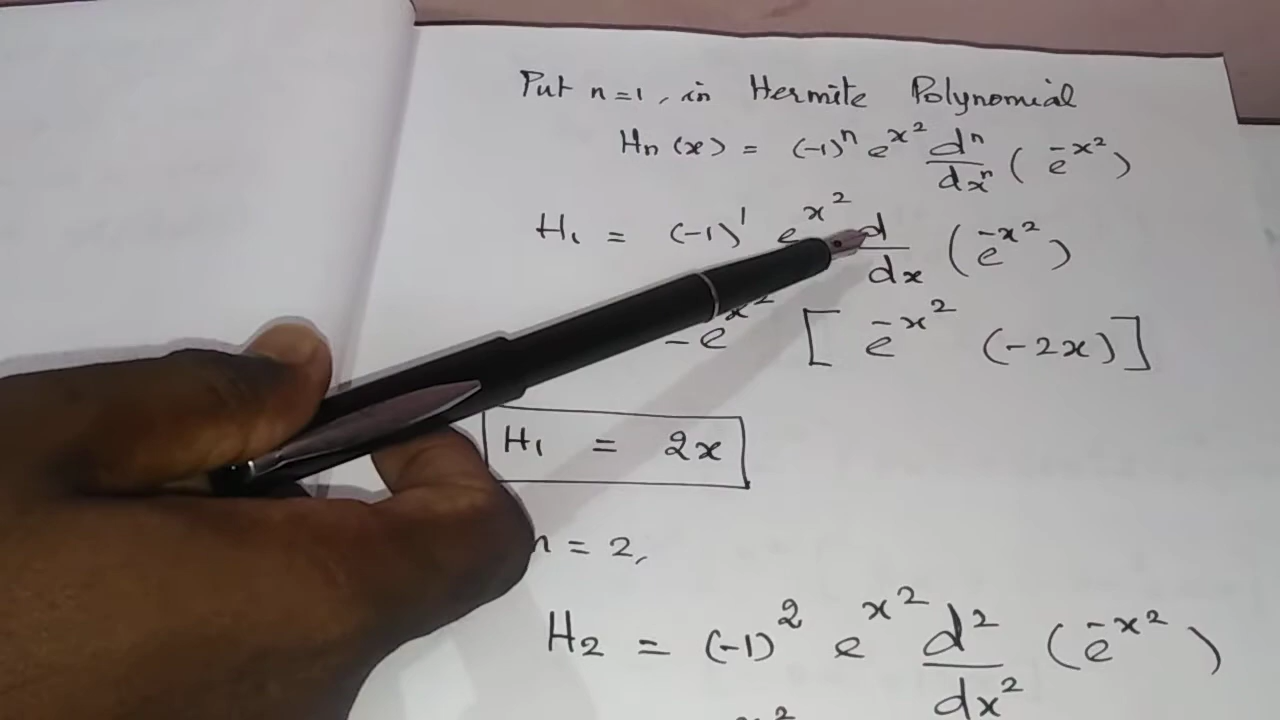 Put n=1, in Hermite Polynomial
Hn (x) = (-1)^n e^x^2 d^n/dx^n ( e^-x^2 )
H1 = (-1)^1 e^x^2 d/dx ( e^-x^2 )
-e^x^2 [ e^-x^2 (-2x) ]
H1 = 2x
n = 2,
H2 = (-1)^2 e^x^2 d^2/dx^2 ( e^-x^2 )